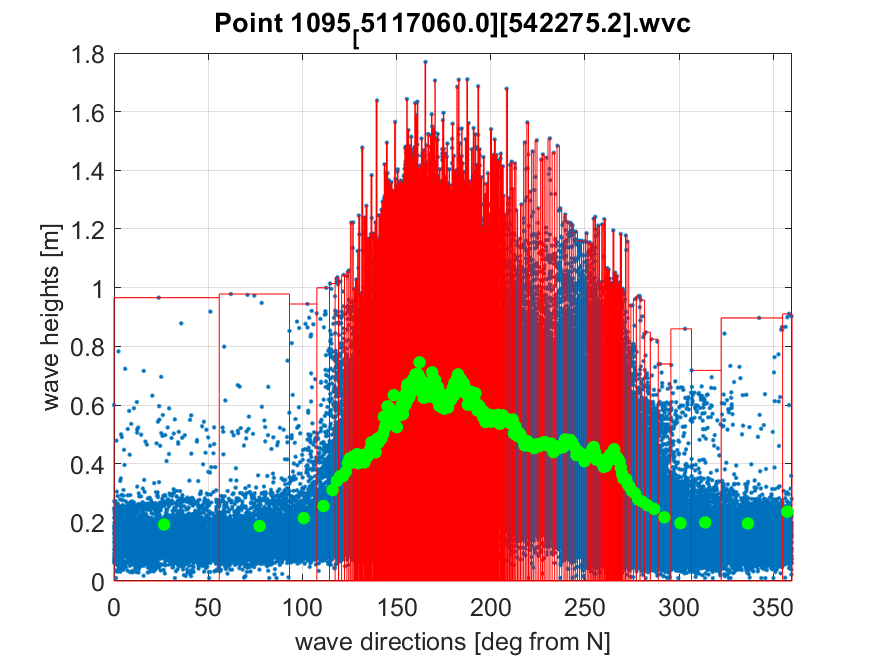 Point 1095[5117060.0][542275.2].wvc
1.8
1.6
1.4
1.2
1
0.8
0.6
0.4
0.2
0
wave heights [m]
0 50 100 150 200 250 300 350
wave directions [deg from N]